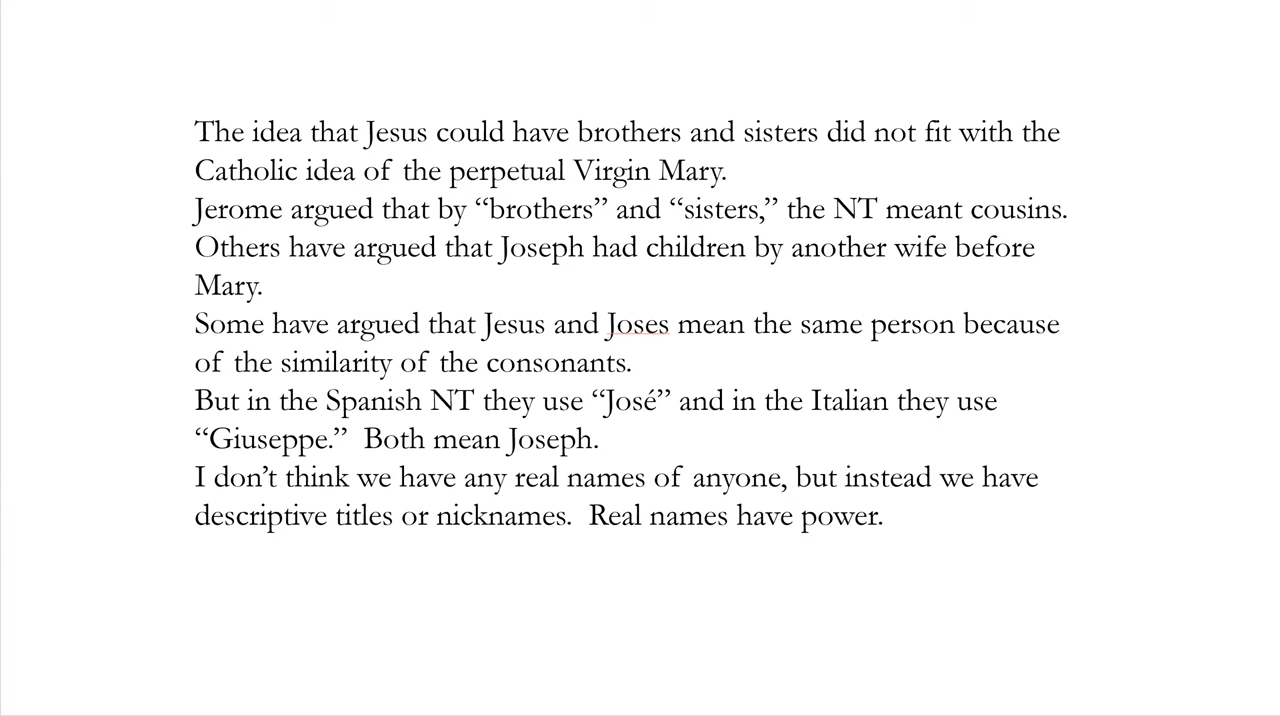 The idea that Jesus could have brothers and sisters did not fit with the
Catholic idea of the perpetual Virgin Mary.
Jerome argued that by “brothers” and “sisters,” the NT meant cousins.
Others have argued that Joseph had children by another wife before
Mary.
Some have argued that Jesus and Joses mean the same person because
of the similarity of the consonants.
But in the Spanish NT they use “José” and in the Italian they use
“Giuseppe.”  Both mean Joseph.
I don’t think we have any real names of anyone, but instead we have
descriptive titles or nicknames.  Real names have power.